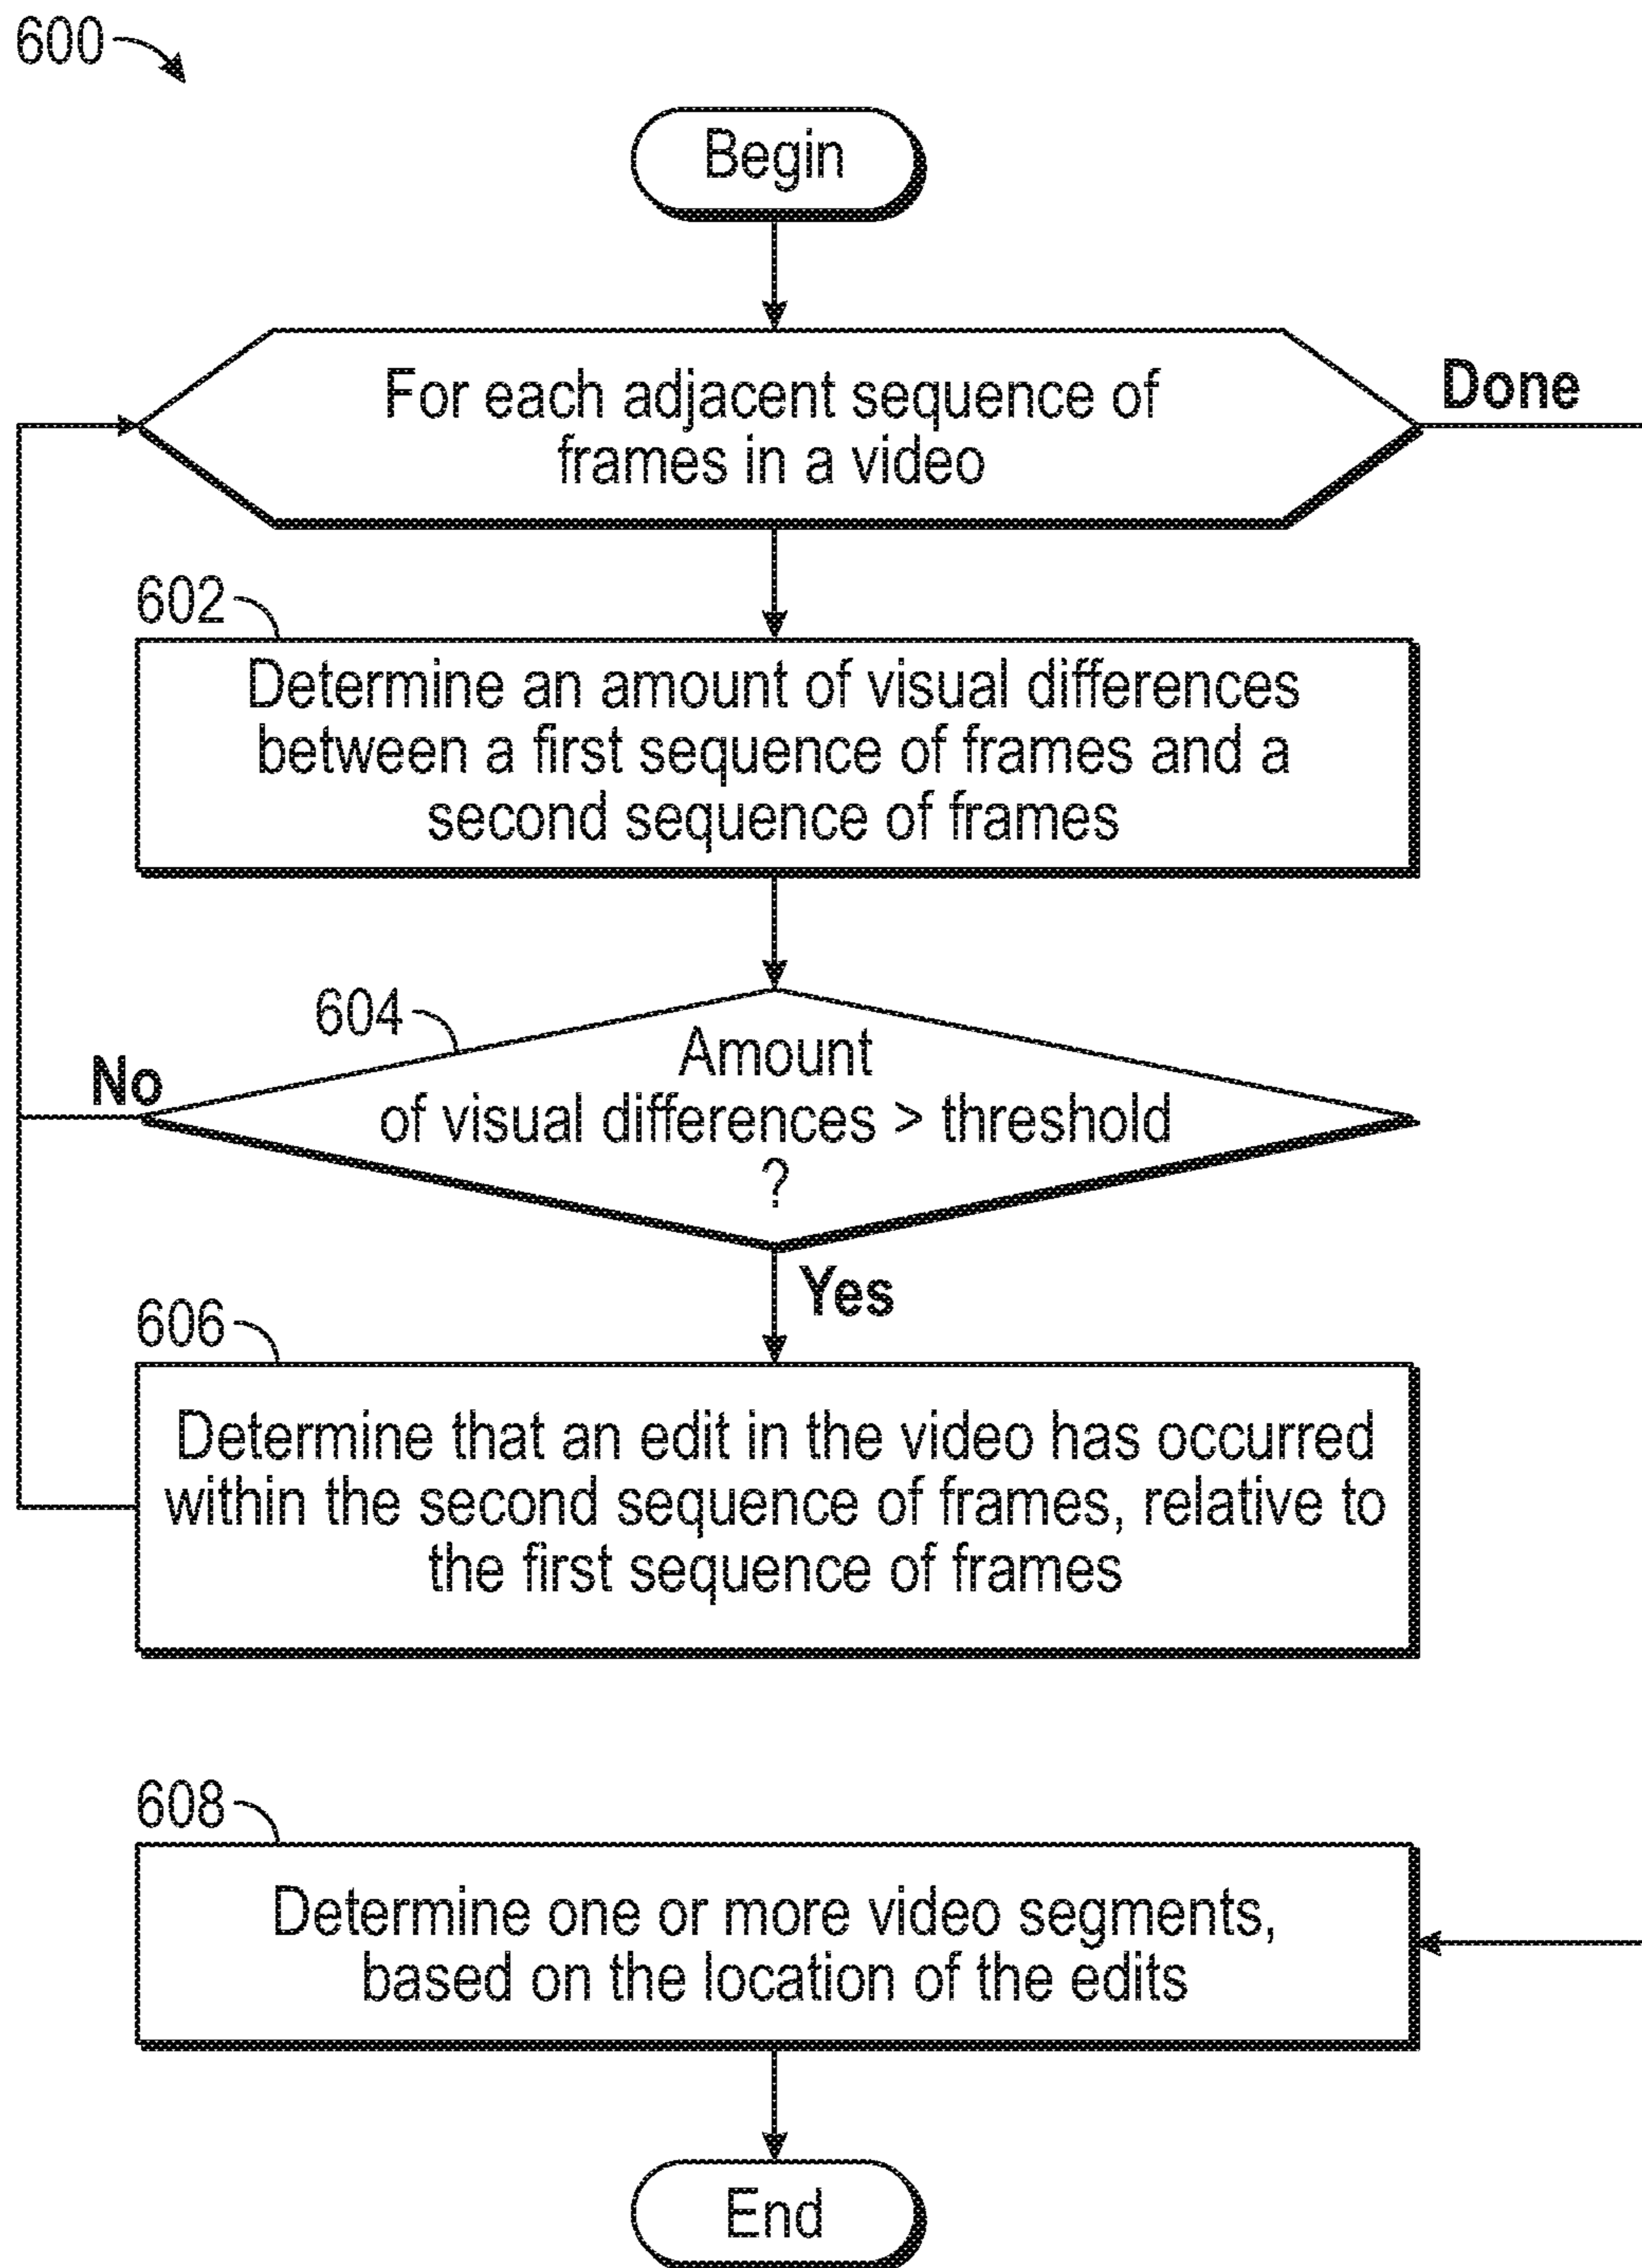 600
Begin
For each adjacent sequence of
frames in a video
Done
602
Determine an amount of visual differences
between a first sequence of frames and a
second sequence of frames
604
Amount
of visual differences > threshold
?
No
Yes
606
Determine that an edit in the video has occurred
within the second sequence of frames, relative to
the first sequence of frames
608
Determine one or more video segments,
based on the location of the edits
End